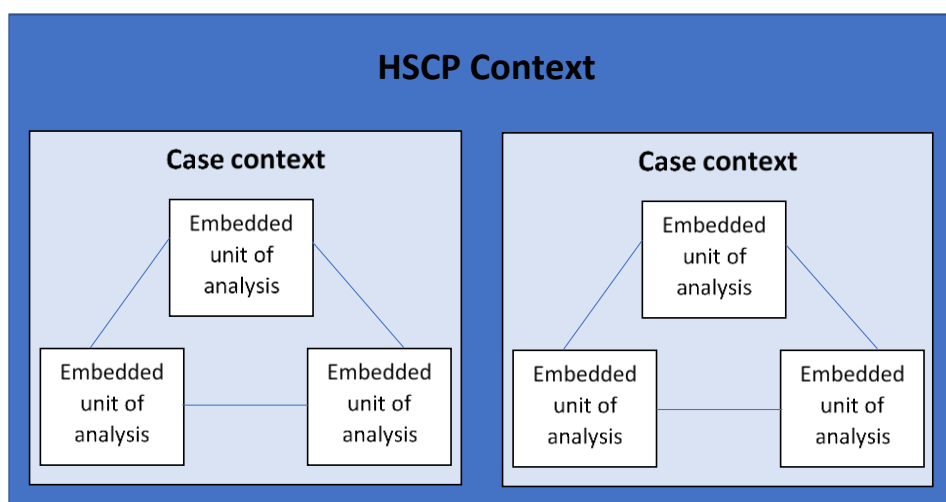 HSCP Context
Case context
Embedded
unit of
analysis
Embedded
unit of
analysis
Embedded
unit of
analysis
Case context
Embedded
unit of
analysis
Embedded
unit of
analysis
Embedded
unit of
analysis